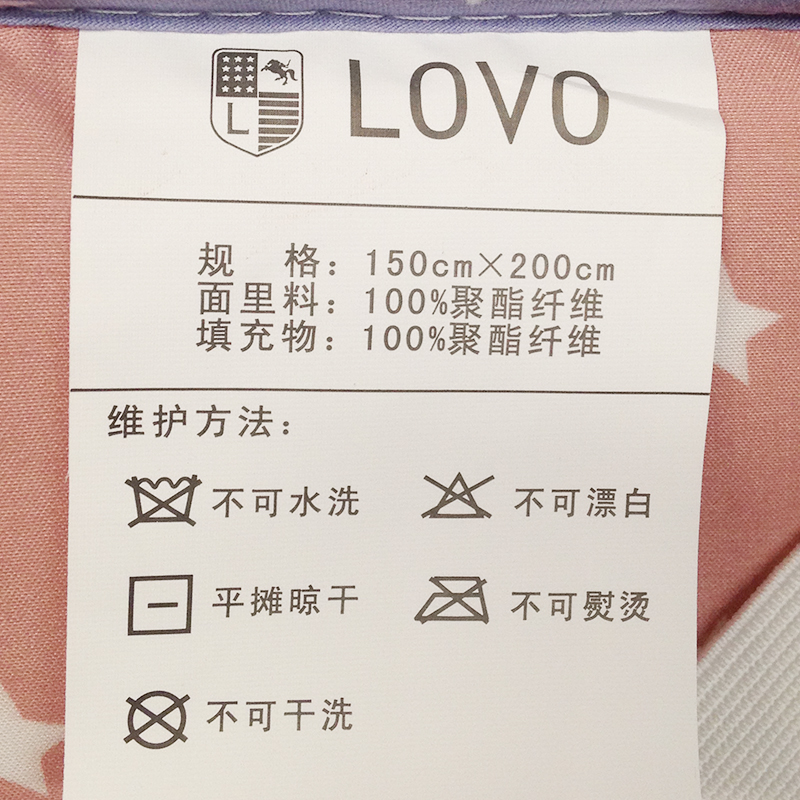 L
LOVO
规 格：150cm×200cm
面里料：100%聚酯纤维
填充物：100%聚酯纤维
维护方法：
不可水洗 不可漂白
平摊晾干 不可熨烫
不可干洗